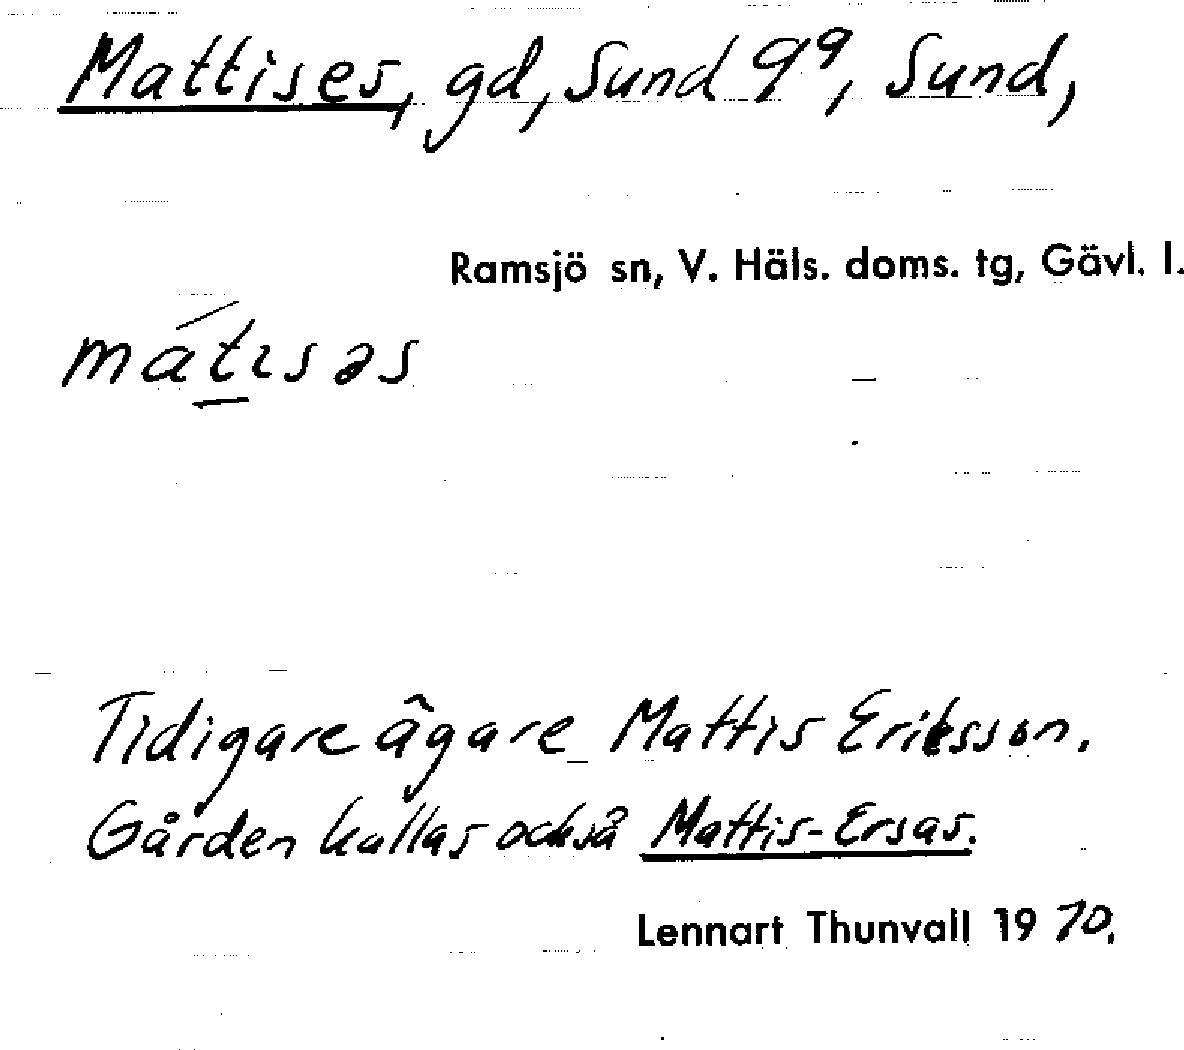 Mattises, gd, Sund 9⁹, Sund,
Ramsjö sn, V. Häls. doms. tg, Gävl. l.
mátısəs
Tidigare ägare Mattis Eriksson.
Gården kallas också Mattis-Ersas.
Lennart Thunvall 1970.